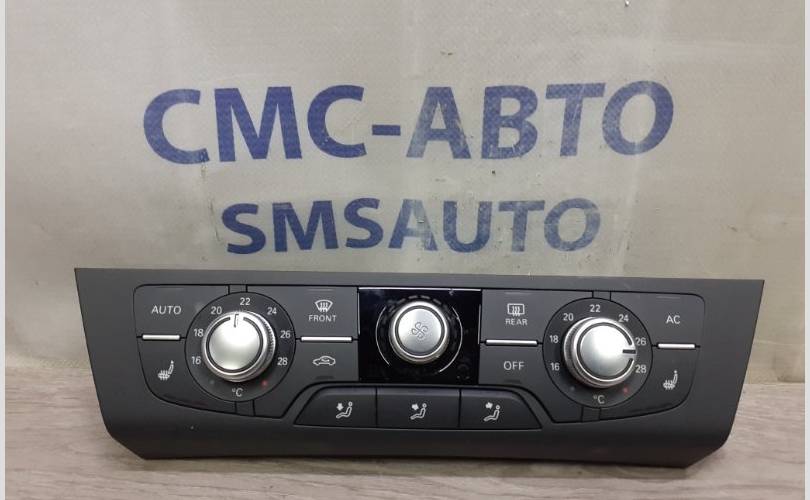 СМС-АВТО
SMSAUTO
AUTO
22
20 24
18 26
16 28
°C
FRONT
REAR
OFF
22
20 24
18 26
16 28
°C
AC